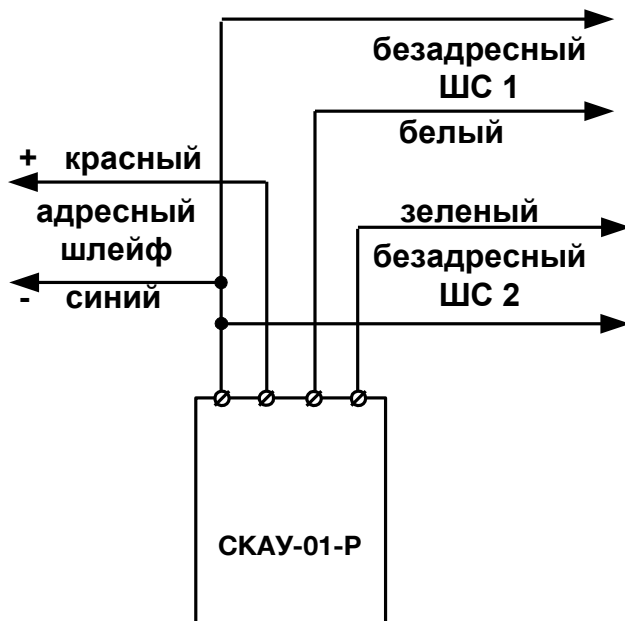 безадресный
ШС 1
белый
+ красный
адресный
шлейф
- синий
зеленый
безадресный
ШС 2
СКАУ-01-Р